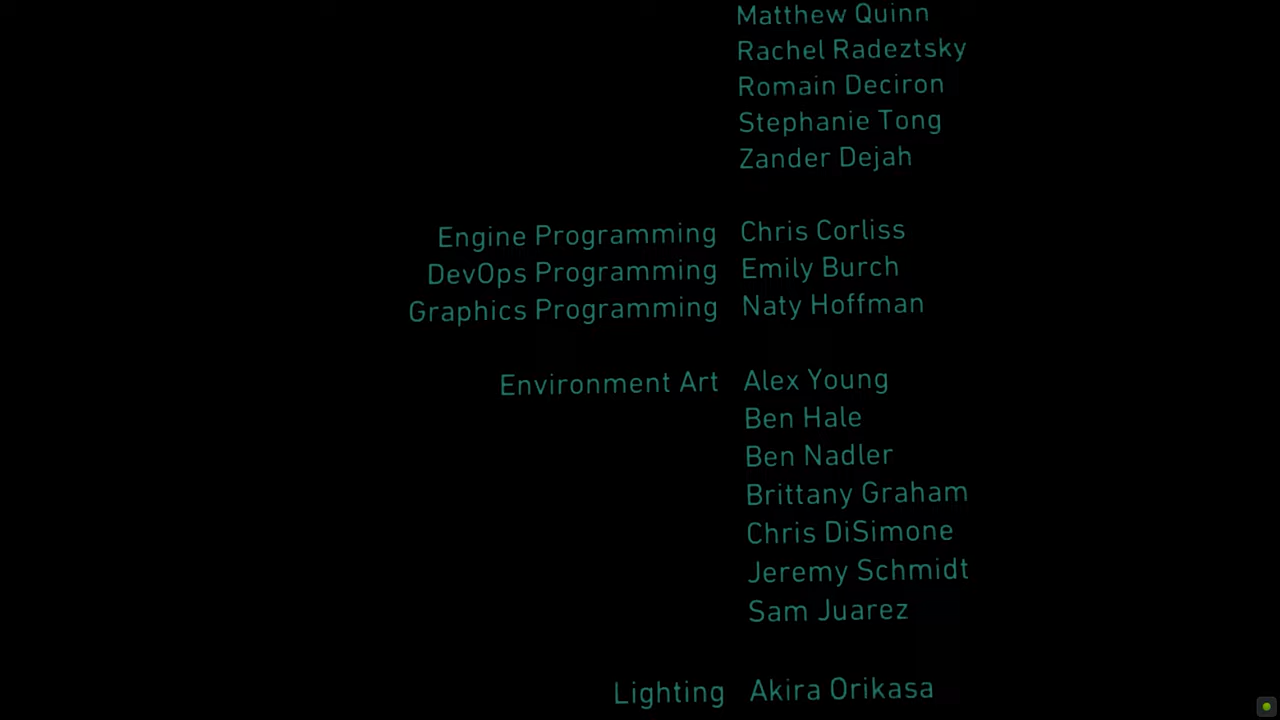 Matthew Quinn
Rachel Radeztsky
Romain Deciron
Stephanie Tong
Zander Dejah
Engine Programming Chris Corliss
DevOps Programming Emily Burch
Graphics Programming Naty Hoffman
Environment Art Alex Young
Ben Hale
Ben Nadler
Brittany Graham
Chris DiSimone
Jeremy Schmidt
Sam Juarez
Lighting Akira Orikasa